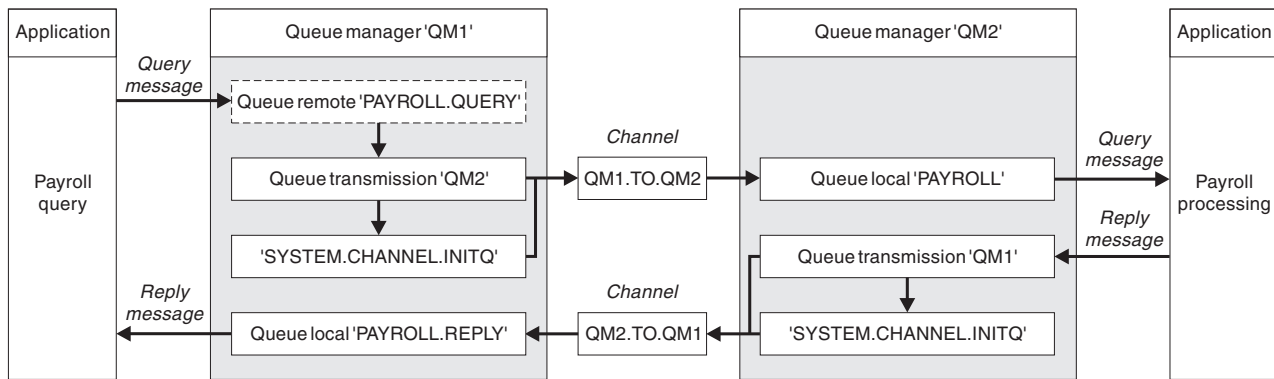 Application
Queue manager 'QM1'
Queue manager 'QM2'
Application
Query
message
Queue remote 'PAYROLL.QUERY'
Channel
Query
message
Payroll
query
Queue transmission 'QM2'
QM1.TO.QM2
Queue local 'PAYROLL'
Payroll
processing
Reply
message
'SYSTEM.CHANNEL.INITQ'
Queue transmission 'QM1'
Reply
message
Channel
Queue local 'PAYROLL.REPLY'
QM2.TO.QM1
'SYSTEM.CHANNEL.INITQ'